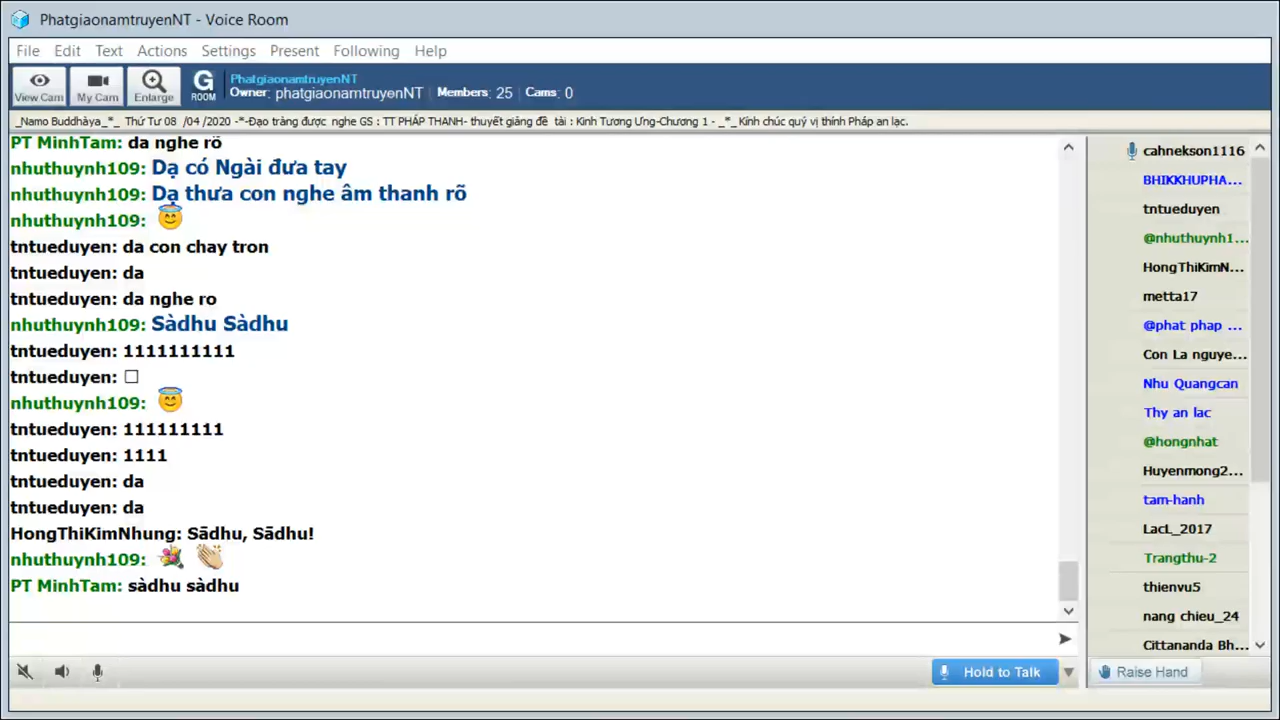 PhatgiaonamtruyenNT - Voice Room
File Edit Text Actions Settings Present Following Help
View Cam My Cam Enlarge G ROOM
PhatgiaonamtruyenNT
Owner: phatgiaonamtruyenNT Members: 25 Cams: 0
_Namo Buddhàya_*_ Thứ Tư 08 /04 /2020 -*-Đạo tràng được nghe GS : TT PHÁP THANH- thuyết giảng đề tài : Kinh Tương Ưng-Chương 1 - _*_ Kính chúc quý vị thính Pháp an lạc.
PT MinhTam: da nghe rõ
nhuthuynh109: Dạ có Ngài đưa tay
nhuthuynh109: Dạ thưa con nghe âm thanh rõ
nhuthuynh109:
tntueduyen: da con chay tron
tntueduyen: da
tntueduyen: da nghe ro
nhuthuynh109: Sàdhu Sàdhu
tntueduyen: 1111111111
tntueduyen: □
nhuthuynh109:
tntueduyen: 111111111
tntueduyen: 1111
tntueduyen: da
tntueduyen: da
HongThiKimNhung: Sādhu, Sādhu!
nhuthuynh109:
PT MinhTam: sàdhu sàdhu
cahnekson1116
BHIKKHUPHA...
tntueduyen
@nhuthuynh1...
HongThiKimN...
metta17
@phat phap ...
Con La nguye...
Nhu Quangcan
Thy an lac
@hongnhat
Huyenmong2...
tam-hanh
LacL_2017
Trangthu-2
thienvu5
nang chieu_24
Cittananda Bh...
Hold to Talk
Raise Hand